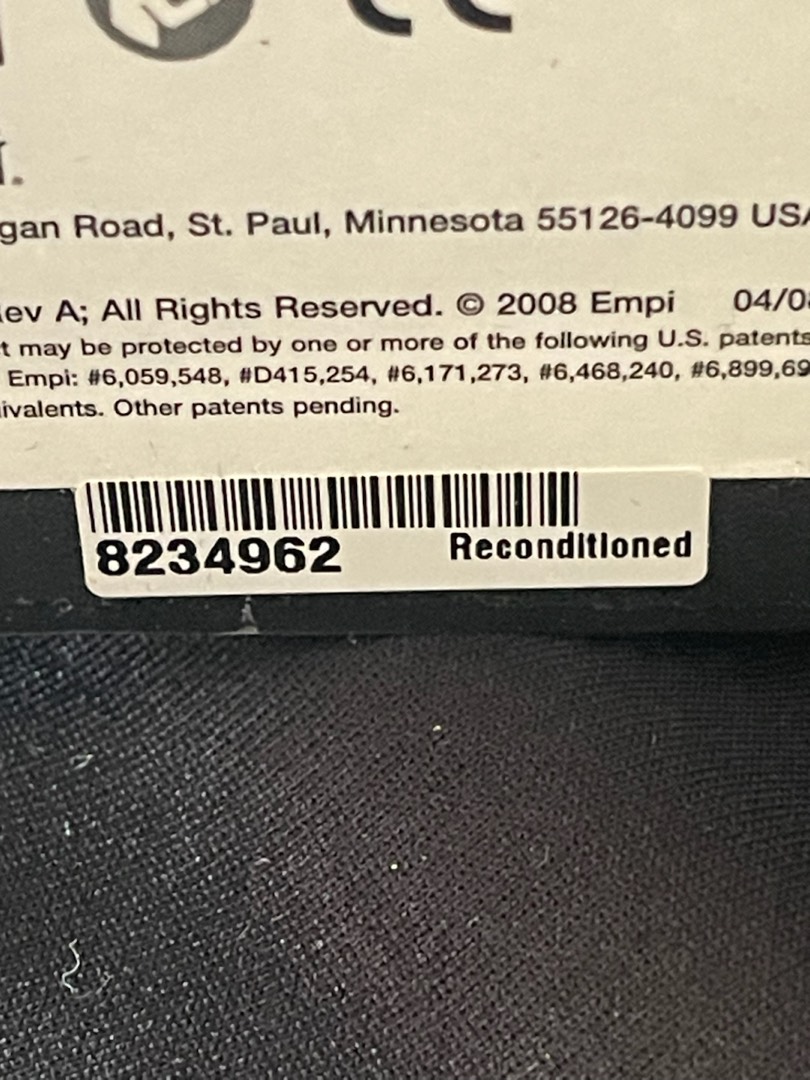 gan Road, St. Paul, Minnesota 55126-4099 USA
ev A; All Rights Reserved. © 2008 Empi 04/08
t may be protected by one or more of the following U.S. patents
Empi: #6,059,548, #D415,254, #6,171,273, #6,468,240, #6,899,69
ivalents. Other patents pending.
8234962 Reconditioned